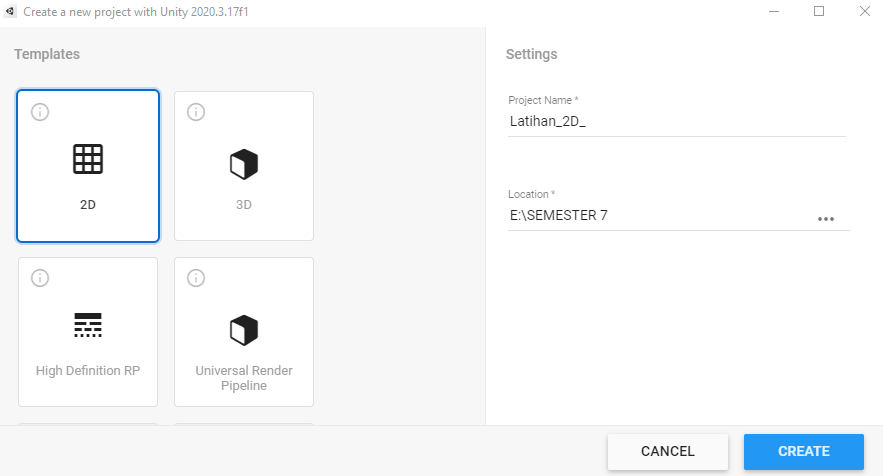 Create a new project with Unity 2020.3.17f1
Templates
2D
3D
High Definition RP
Universal Render
Pipeline
Settings
Project Name *
Latihan_2D_
Location *
E:\SEMESTER 7
CANCEL
CREATE